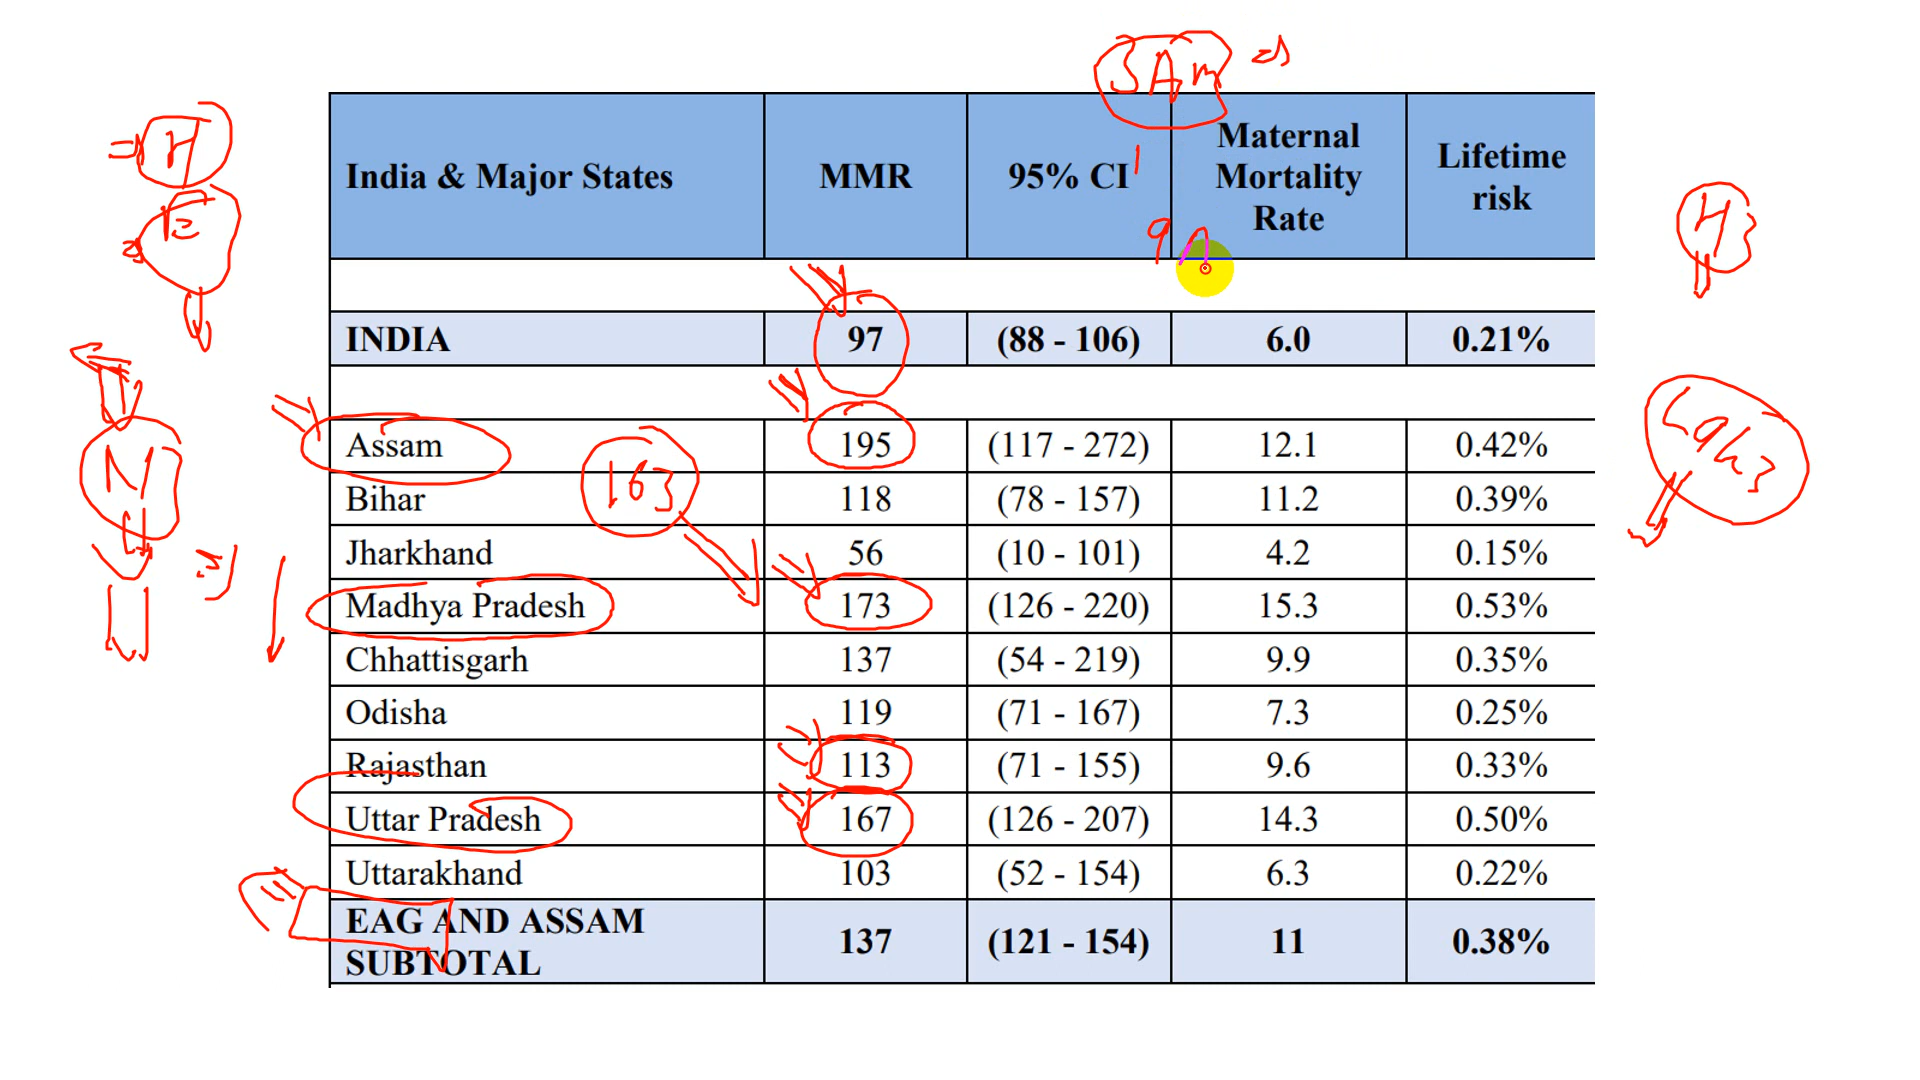 SAM
India & Major States MMR 95% CI Maternal Mortality Rate Lifetime risk
INDIA 97 (88 - 106) 6.0 0.21%
Assam 195 (117 - 272) 12.1 0.42%
163
Bihar 118 (78 - 157) 11.2 0.39%
Jharkhand 56 (10 - 101) 4.2 0.15%
Madhya Pradesh 173 (126 - 220) 15.3 0.53%
Chhattisgarh 137 (54 - 219) 9.9 0.35%
Odisha 119 (71 - 167) 7.3 0.25%
Rajasthan 113 (71 - 155) 9.6 0.33%
Uttar Pradesh 167 (126 - 207) 14.3 0.50%
Uttarakhand 103 (52 - 154) 6.3 0.22%
EAG AND ASSAM SUBTOTAL 137 (121 - 154) 11 0.38%